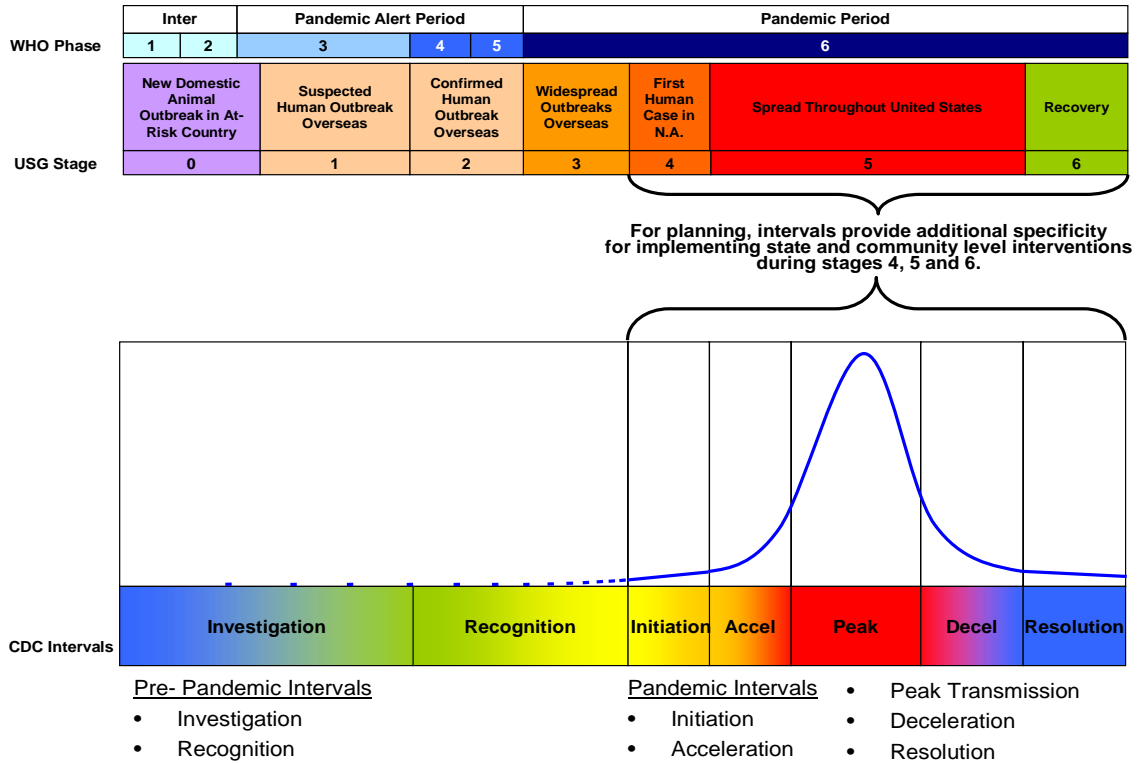 Inter Pandemic Alert Period Pandemic Period
WHO Phase 1 2 3 4 5 6
New Domestic
Animal
Outbreak in At-
Risk Country
Suspected
Human Outbreak
Overseas
Confirmed
Human
Outbreak
Overseas
Widespread
Outbreaks
Overseas
First
Human
Case in
N.A.
Spread Throughout United States
Recovery
USG Stage 0 1 2 3 4 5 6
For planning, intervals provide additional specificity
for implementing state and community level interventions
during stages 4, 5 and 6.
CDC Intervals Investigation Recognition Initiation Accel Peak Decel Resolution
Pre- Pandemic Intervals
• Investigation
• Recognition
Pandemic Intervals
• Initiation
• Acceleration
• Peak Transmission
• Deceleration
• Resolution